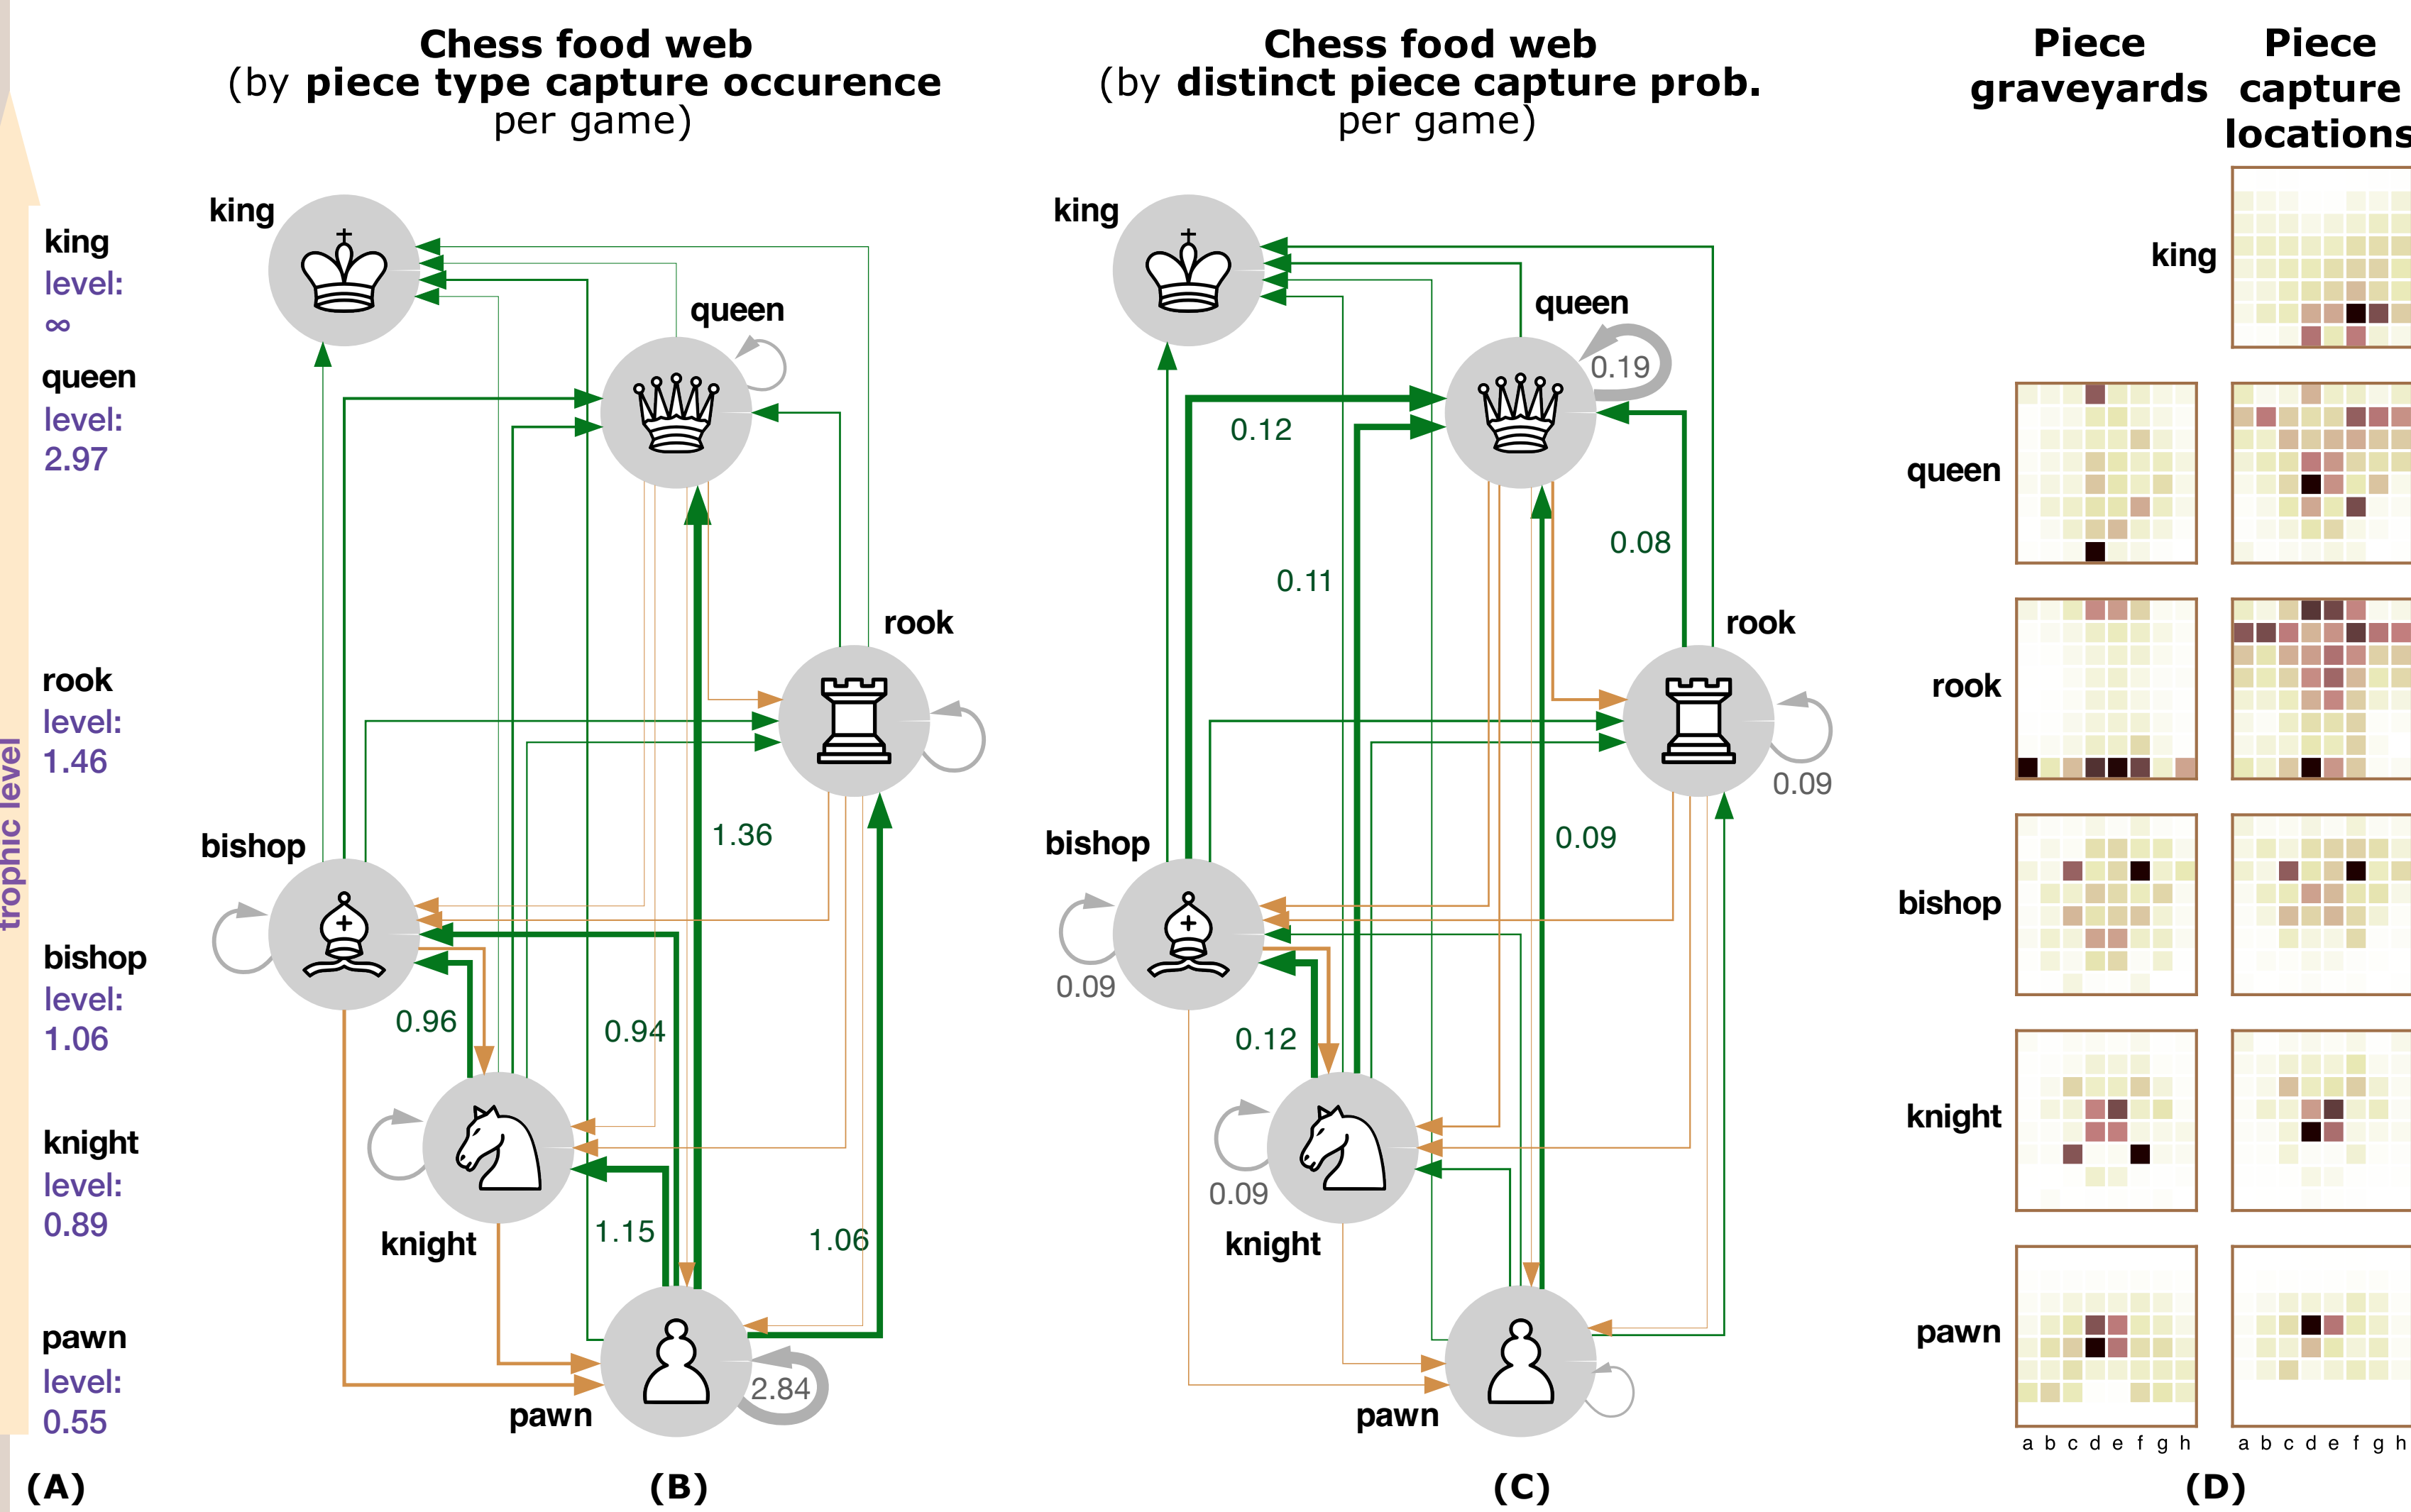 Chess food web
(by piece type capture occurence
per game)
Chess food web
(by distinct piece capture prob.
per game)
Piece
graveyards
Piece
capture
locations
trophic level
king
level:
∞
queen
level:
2.97
rook
level:
1.46
bishop
level:
1.06
knight
level:
0.89
pawn
level:
0.55
(A)
king
queen
rook
1.36
bishop
0.96
0.94
1.15
1.06
knight
2.84
pawn
(B)
king
queen
0.19
0.12
0.08
0.11
rook
0.09
0.09
bishop
0.09
0.12
0.09
knight
pawn
(C)
king
queen
rook
bishop
knight
pawn
a b c d e f g h
a b c d e f g h
(D)